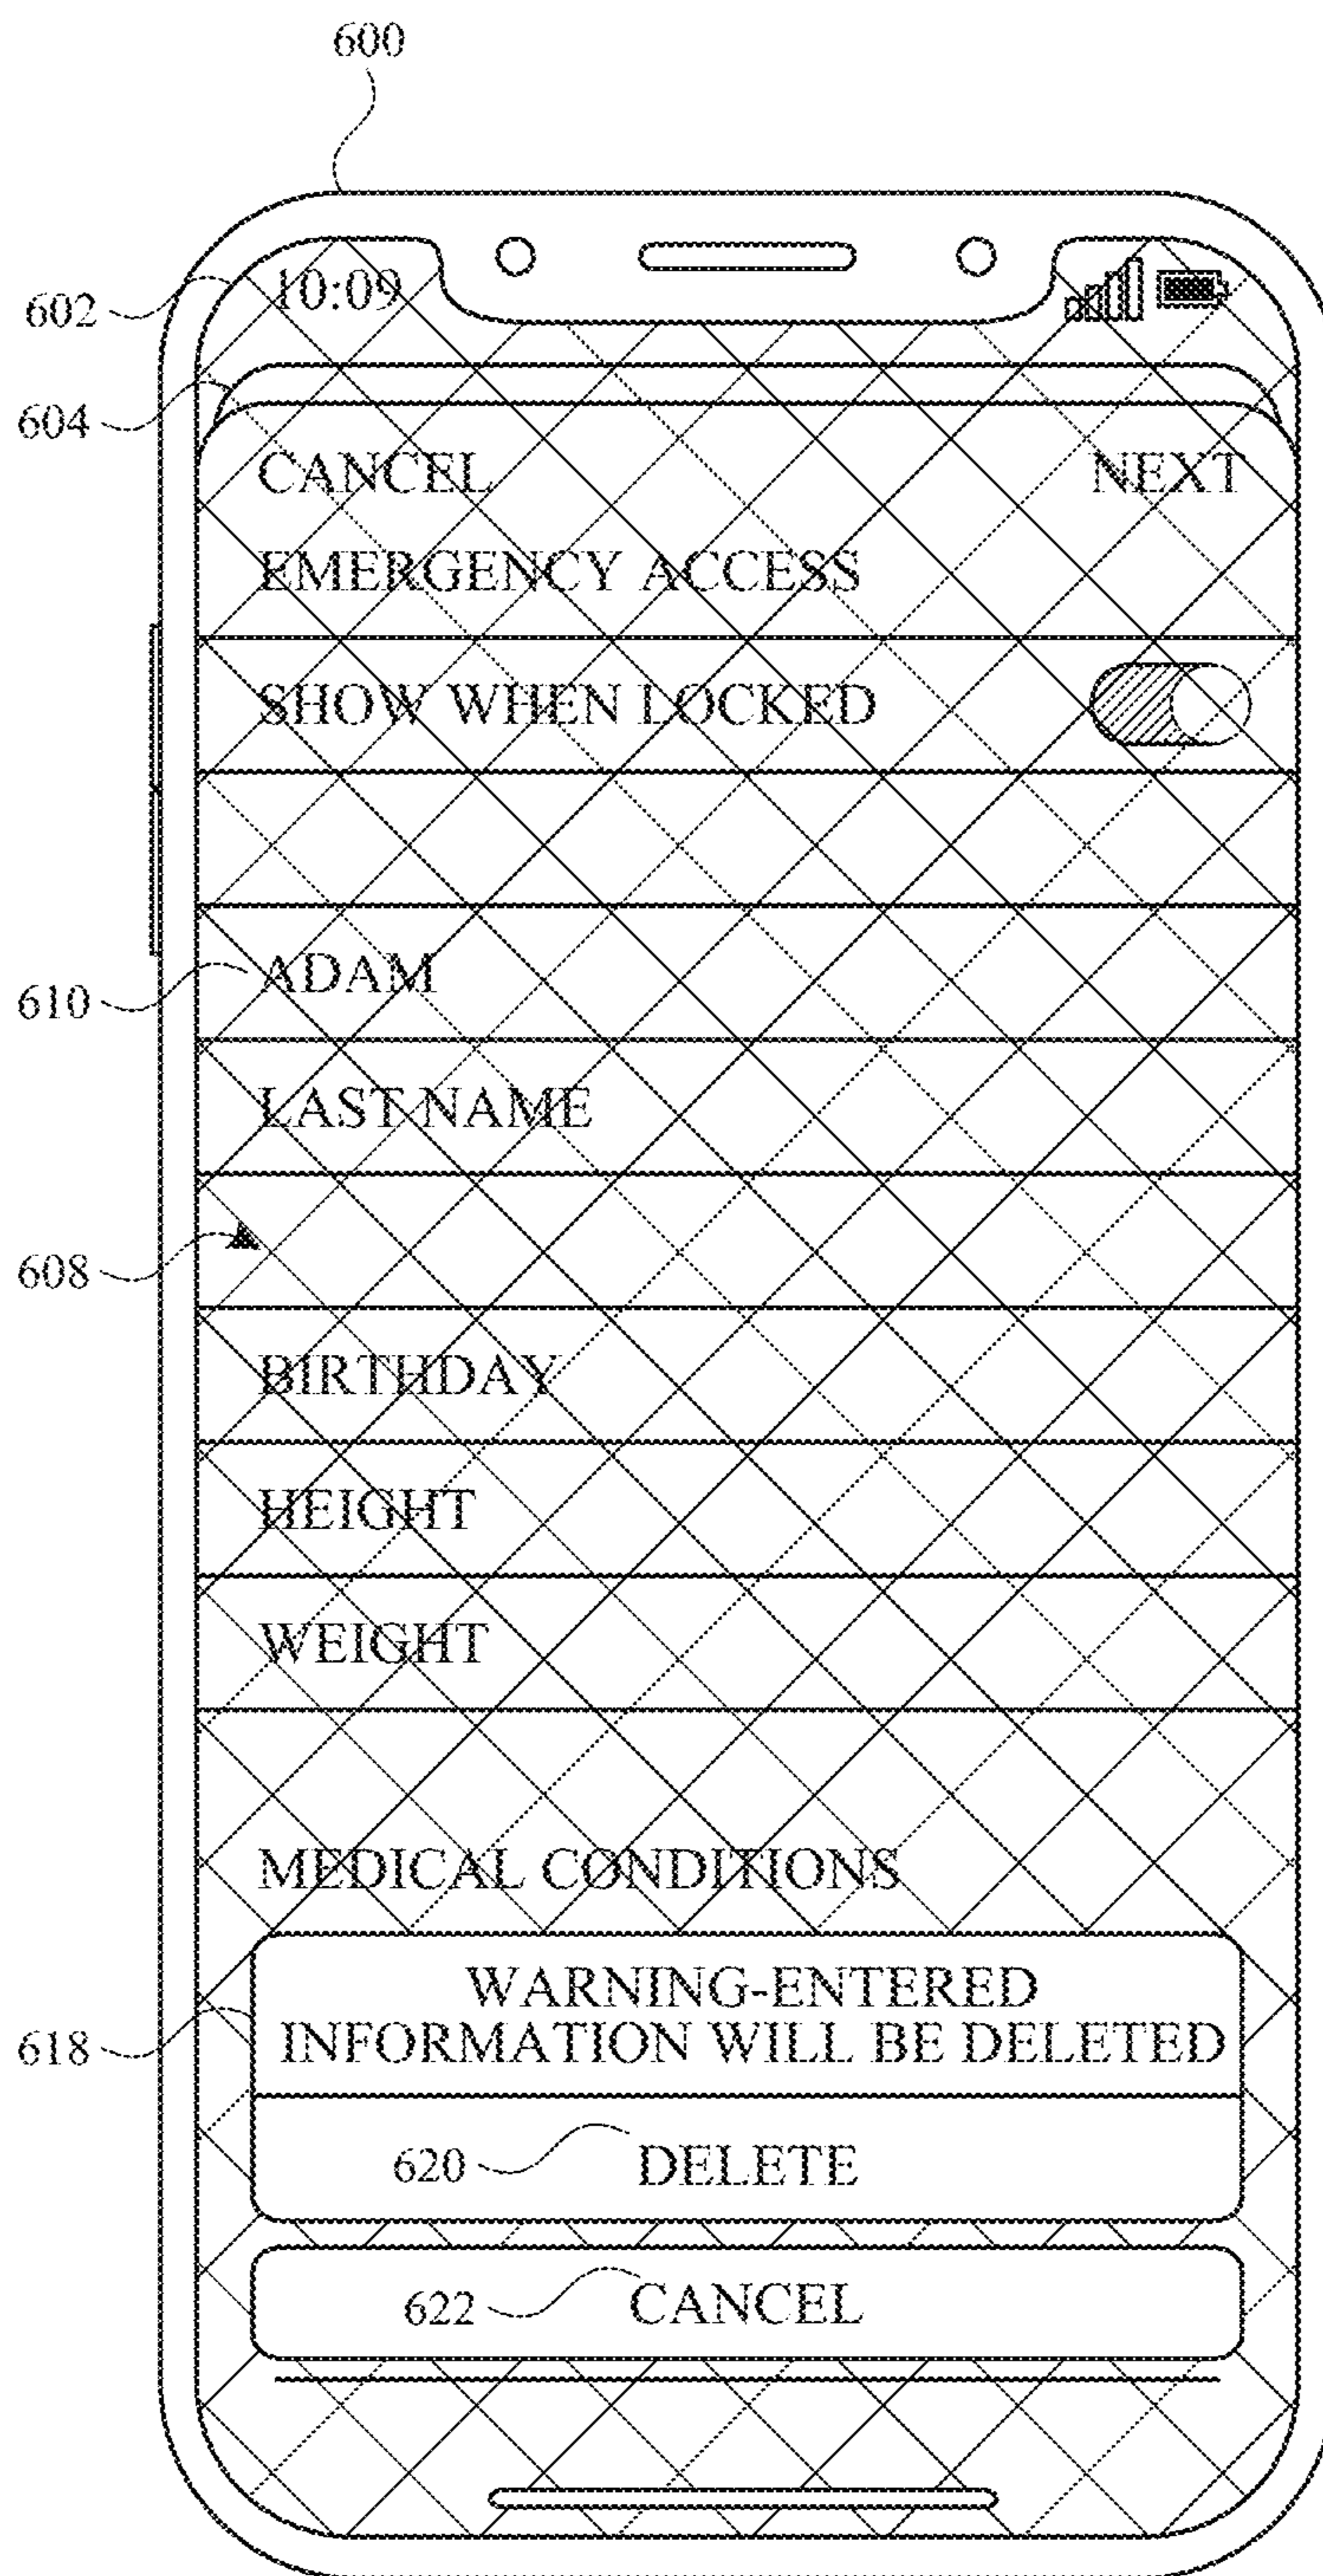 600
602
10:09
604
CANCEL NEXT
EMERGENCY ACCESS
SHOW WHEN LOCKED
610 ADAM
LAST NAME
608
BIRTHDAY
HEIGHT
WEIGHT
MEDICAL CONDITIONS
WARNING-ENTERED
INFORMATION WILL BE DELETED
618
620 DELETE
622 CANCEL